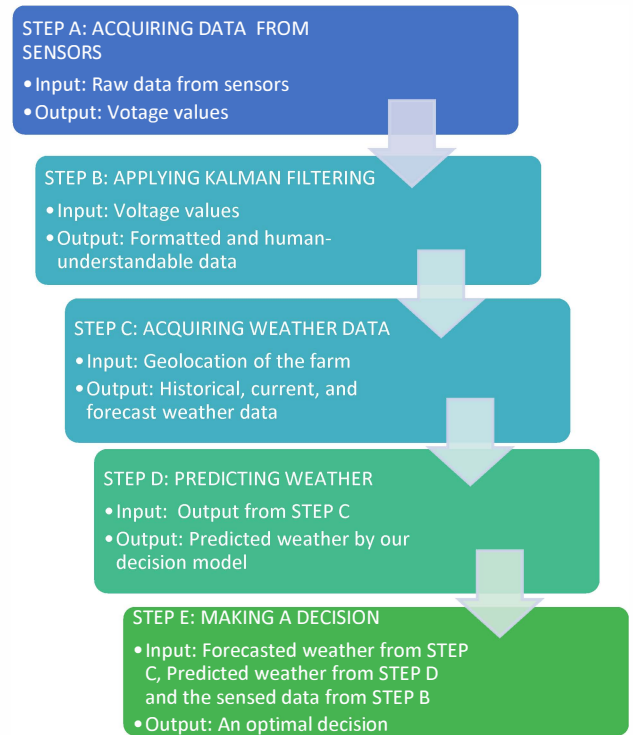 STEP A: ACQUIRING DATA FROM
SENSORS
•Input: Raw data from sensors
•Output: Votage values
STEP B: APPLYING KALMAN FILTERING
•Input: Voltage values
•Output: Formatted and human-
understandable data
STEP C: ACQUIRING WEATHER DATA
•Input: Geolocation of the farm
•Output: Historical, current, and
forecast weather data
STEP D: PREDICTING WEATHER
•Input: Output from STEP C
•Output: Predicted weather by our
decision model
STEP E: MAKING A DECISION
•Input: Forecasted weather from STEP
C, Predicted weather from STEP D
and the sensed data from STEP B
•Output: An optimal decision